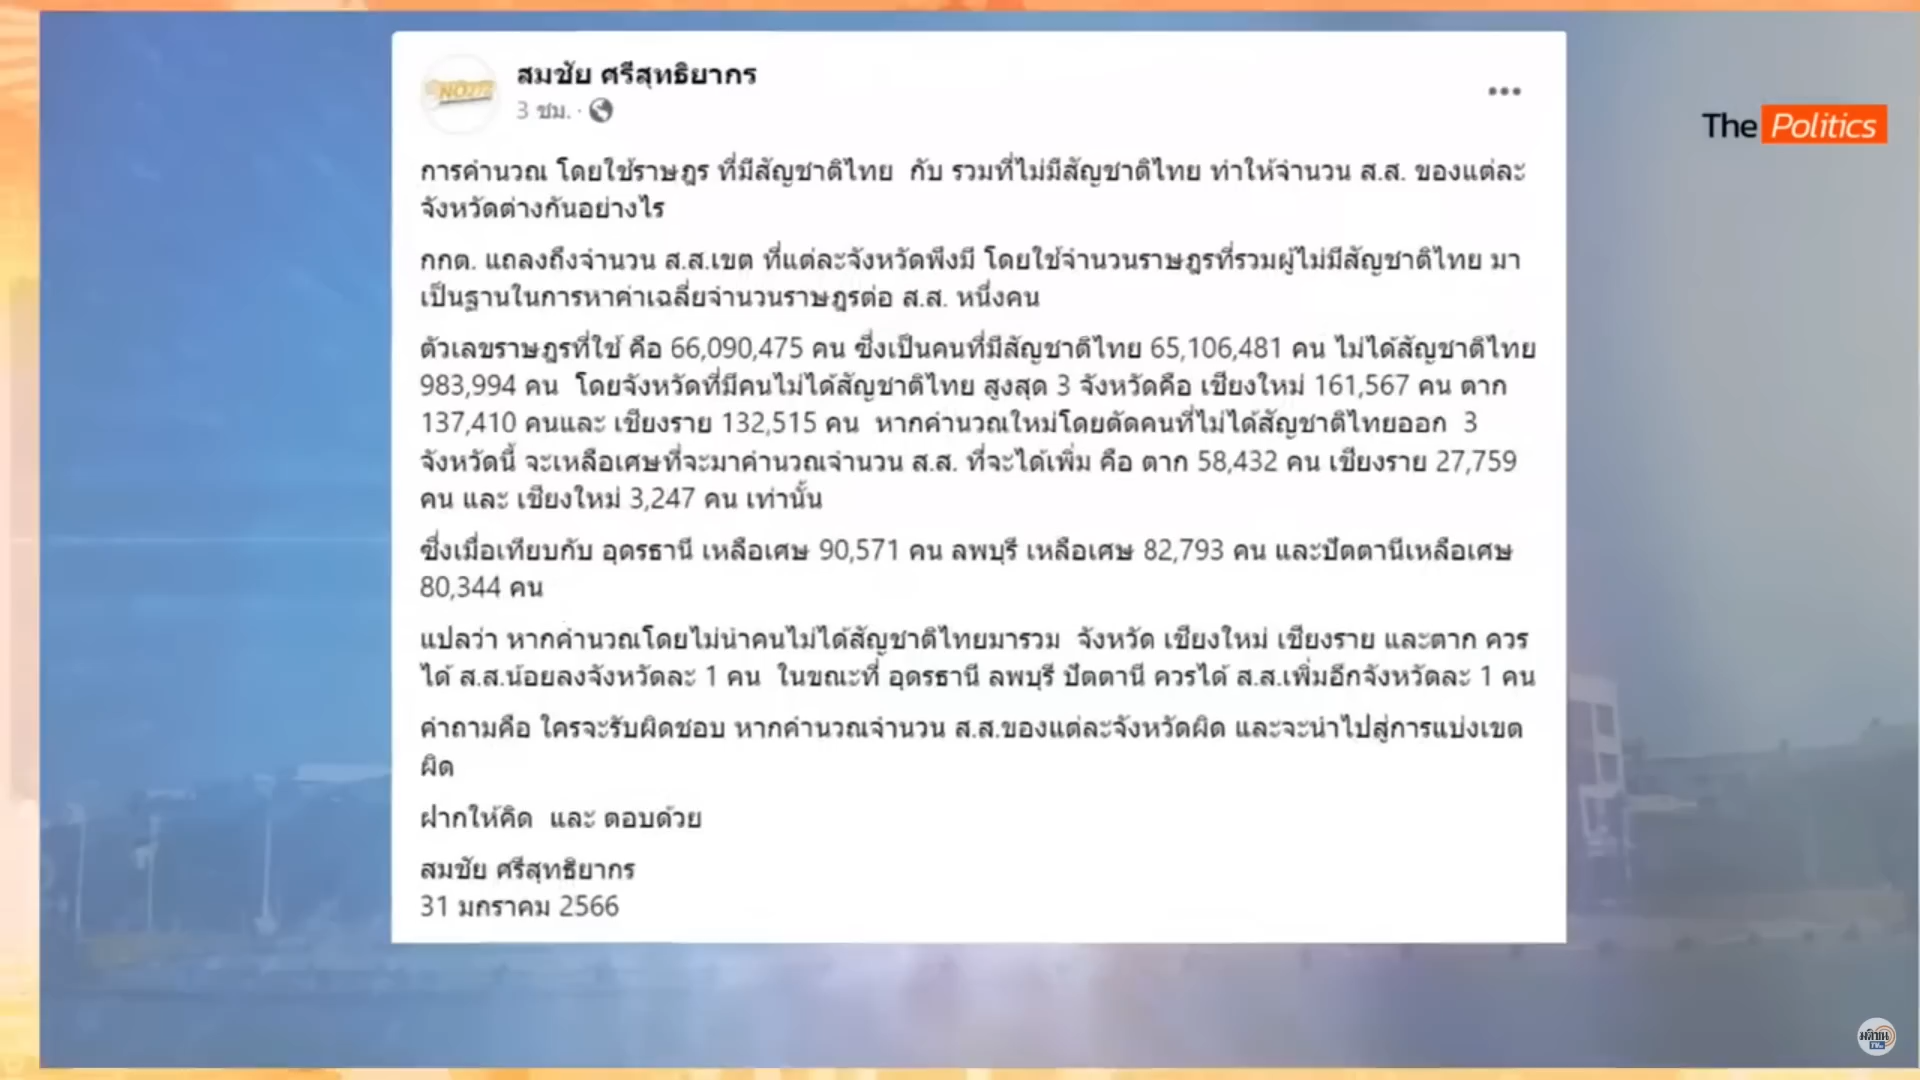 สมชัย ศรีสุทธิยากร
3 ชม. ·
The Politics
การคำนวณ โดยใช้ราษฎร ที่มีสัญชาติไทย กับ รวมที่ไม่มีสัญชาติไทย ทำให้จำนวน ส.ส. ของแต่ละ
จังหวัดต่างกันอย่างไร
กกต. แถลงถึงจำนวน ส.ส.เขต ที่แต่ละจังหวัดพึงมี โดยใช้จำนวนราษฎรที่รวมผู้ไม่มีสัญชาติไทย มา
เป็นฐานในการหาค่าเฉลี่ยจำนวนราษฎรต่อ ส.ส. หนึ่งคน
ตัวเลขราษฎรที่ใช้ คือ 66,090,475 คน ซึ่งเป็นคนที่มีสัญชาติไทย 65,106,481 คน ไม่ได้สัญชาติไทย
983,994 คน โดยจังหวัดที่มีคนไม่ได้สัญชาติไทย สูงสุด 3 จังหวัดคือ เชียงใหม่ 161,567 คน ตาก
137,410 คนและ เชียงราย 132,515 คน หากคำนวณใหม่โดยตัดคนที่ไม่ได้สัญชาติไทยออก 3
จังหวัดนี้ จะเหลือเศษที่จะมาคำนวณจำนวน ส.ส. ที่จะได้เพิ่ม คือ ตาก 58,432 คน เชียงราย 27,759
คน และ เชียงใหม่ 3,247 คน เท่านั้น
ซึ่งเมื่อเทียบกับ อุดรธานี เหลือเศษ 90,571 คน ลพบุรี เหลือเศษ 82,793 คน และปัตตานีเหลือเศษ
80,344 คน
แปลว่า หากคำนวณโดยไม่นำคนไม่ได้สัญชาติไทยมารวม จังหวัด เชียงใหม่ เชียงราย และตาก ควร
ได้ ส.ส.น้อยลงจังหวัดละ 1 คน ในขณะที่ อุดรธานี ลพบุรี ปัตตานี ควรได้ ส.ส.เพิ่มอีกจังหวัดละ 1 คน
คำถามคือ ใครจะรับผิดชอบ หากคำนวณจำนวน ส.ส.ของแต่ละจังหวัดผิด และจะนำไปสู่การแบ่งเขต
ผิด
ฝากให้คิด และ ตอบด้วย
สมชัย ศรีสุทธิยากร
31 มกราคม 2566
มติชน